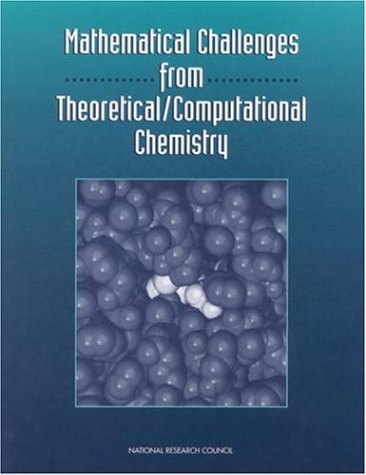 Mathematical Challenges
from
Theoretical/Computational
Chemistry
NATIONAL RESEARCH COUNCIL